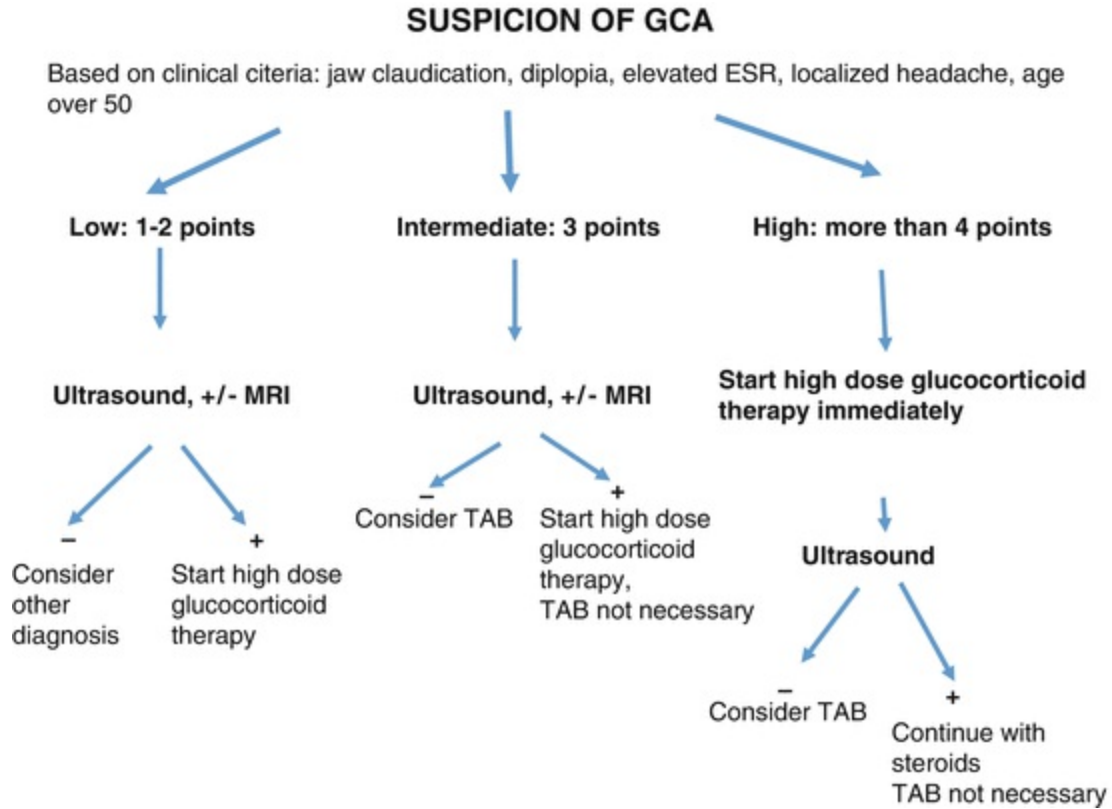 SUSPICION OF GCA
Based on clinical citeria: jaw claudication, diplopia, elevated ESR, localized headache, age
over 50
Low: 1-2 points
Intermediate: 3 points
High: more than 4 points
Ultrasound, +/- MRI
Ultrasound, +/- MRI
Start high dose glucocorticoid
therapy immediately
–
Consider
other
diagnosis
+
Start high dose
glucocorticoid
therapy
–
Consider TAB
+
Start high dose
glucocorticoid
therapy,
TAB not necessary
Ultrasound
–
Consider TAB
+
Continue with
steroids
TAB not necessary